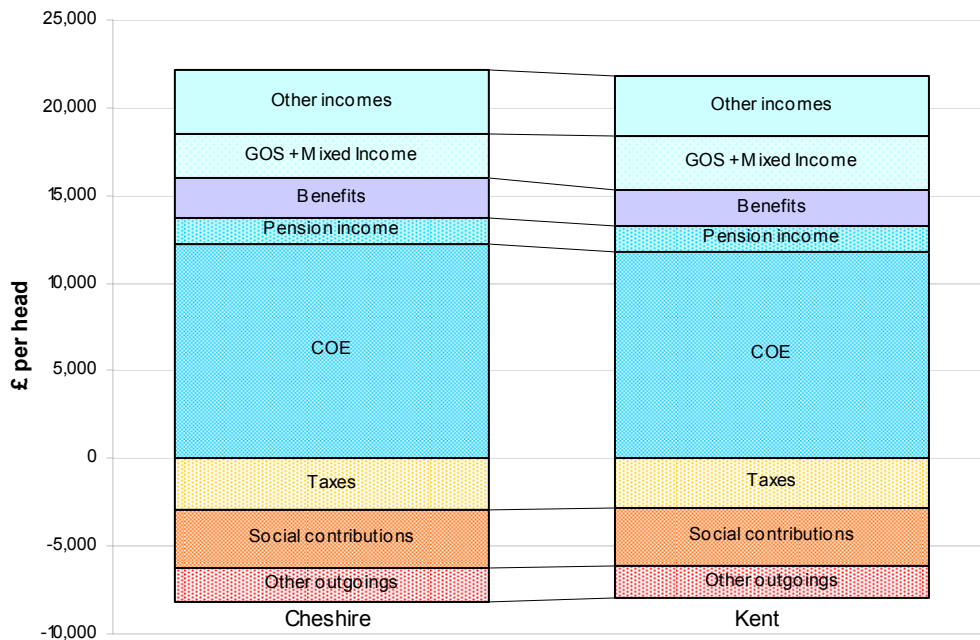 25,000
20,000
15,000
10,000
5,000
0
-5,000
-10,000
£ per head
Other incomes
GOS +Mixed Income
Benefits
Pension income
COE
Taxes
Social contributions
Other outgoings
Other incomes
GOS +Mixed Income
Benefits
Pension income
COE
Taxes
Social contributions
Other outgoings
Cheshire
Kent